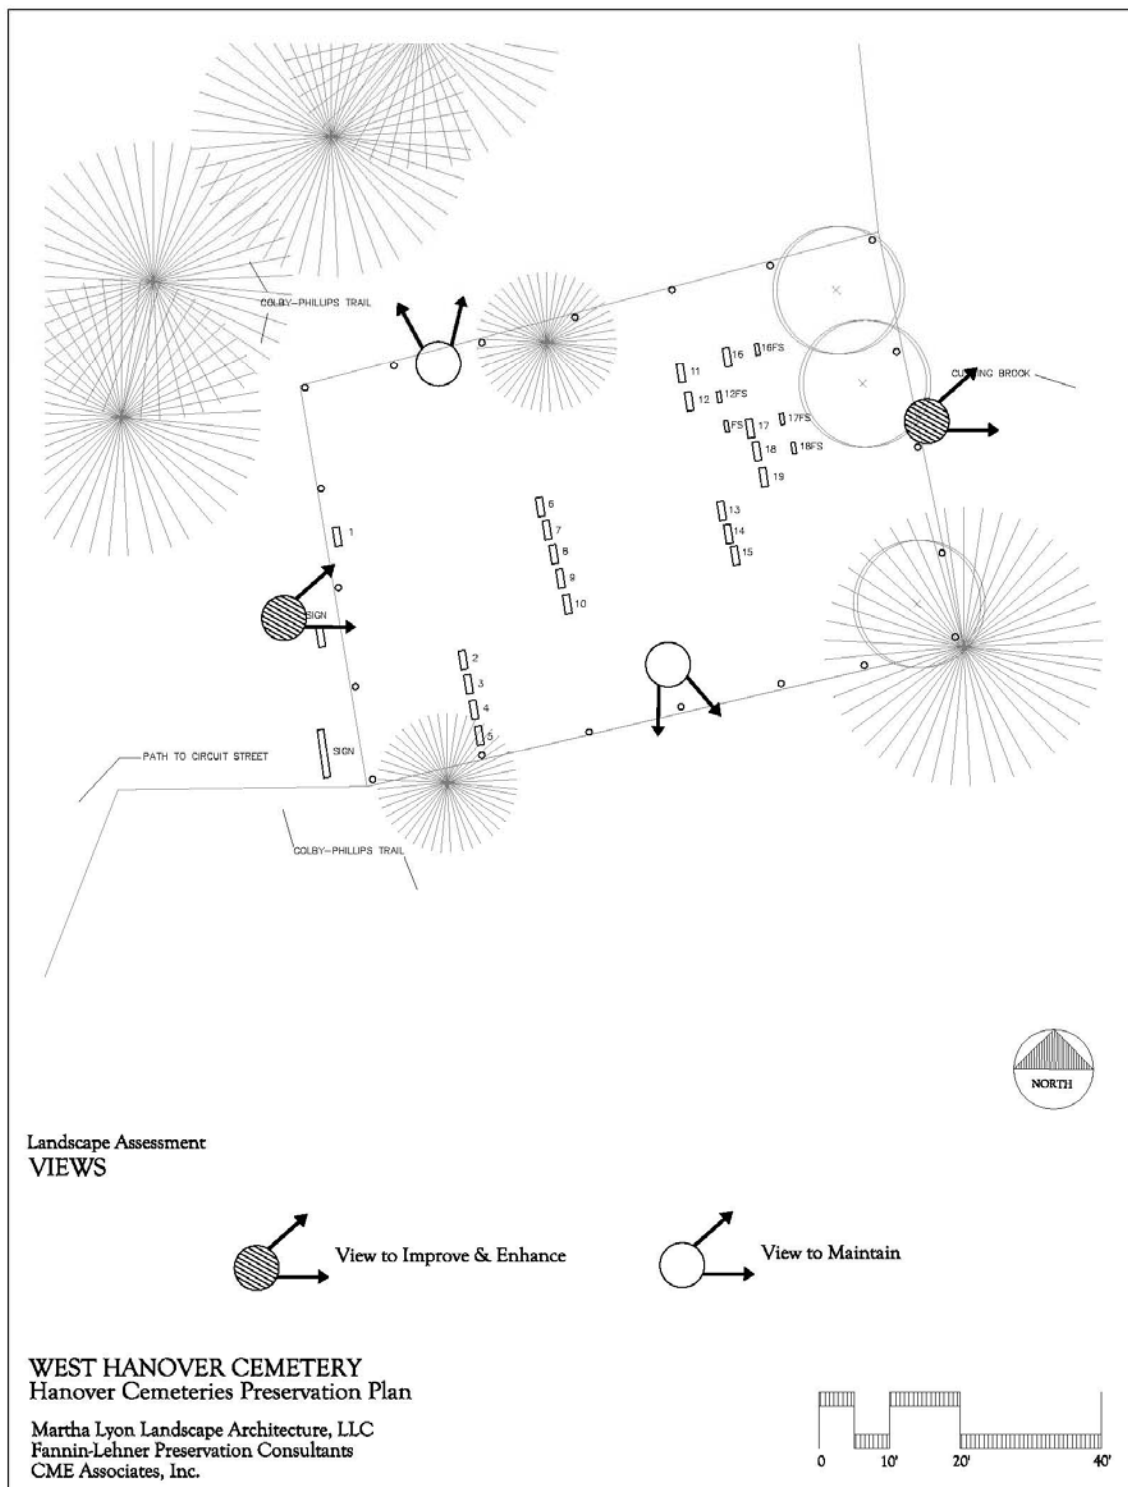 COLBY-PHILLIPS TRAIL
16
16FS
11
12
12FS
CUSHING BROOK
FS
17
17FS
18
18FS
19
6
13
7
14
1
8
15
9
10
SIGN
2
3
4
5
SIGN
PATH TO CIRCUIT STREET
COLBY-PHILLIPS TRAIL
NORTH
Landscape Assessment
VIEWS
View to Improve & Enhance
View to Maintain
WEST HANOVER CEMETERY
Hanover Cemeteries Preservation Plan
Martha Lyon Landscape Architecture, LLC
Fannin-Lehner Preservation Consultants
CME Associates, Inc.
0 10' 20' 40'